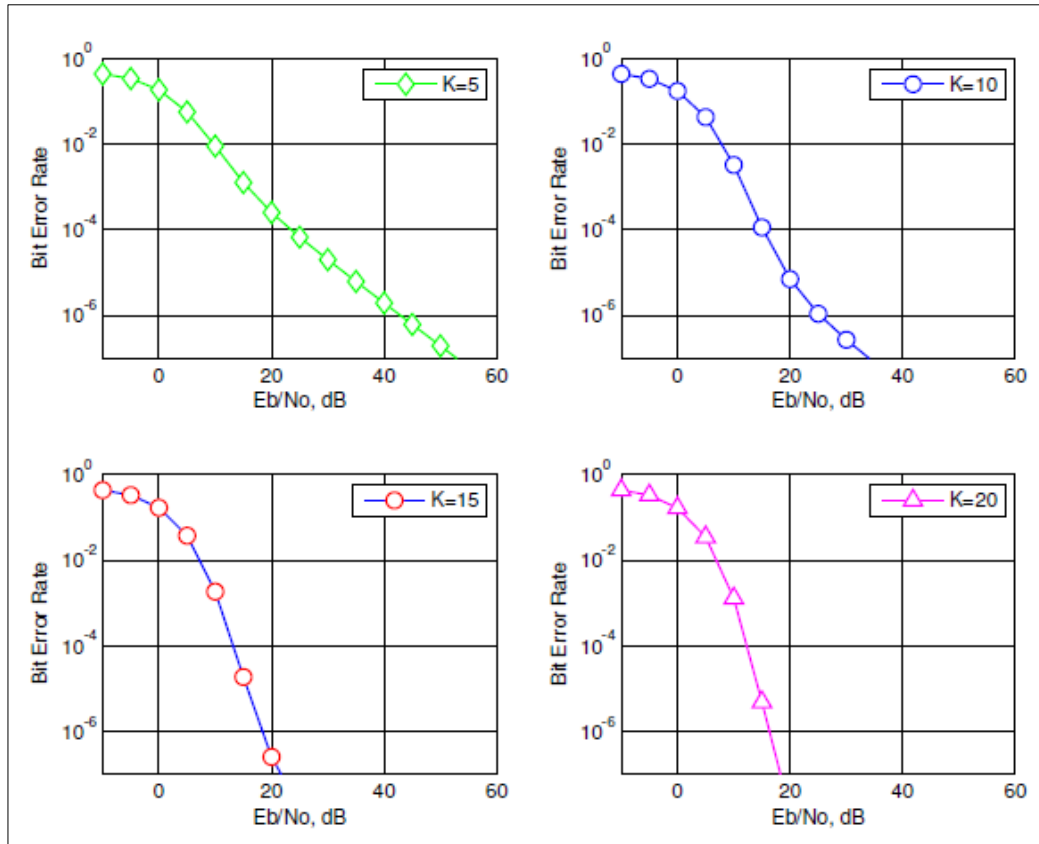 K=5
10^0
10^-2
10^-4
10^-6
Bit Error Rate
0 20 40 60
Eb/No, dB
K=10
10^0
10^-2
10^-4
10^-6
Bit Error Rate
0 20 40 60
Eb/No, dB
K=15
10^0
10^-2
10^-4
10^-6
Bit Error Rate
0 20 40 60
Eb/No, dB
K=20
10^0
10^-2
10^-4
10^-6
Bit Error Rate
0 20 40 60
Eb/No, dB